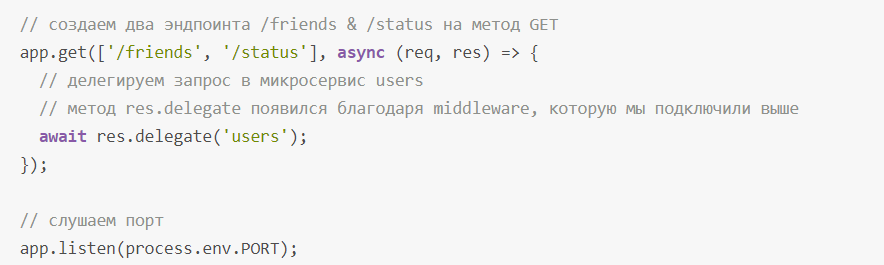 // создаем два эндпоинта /friends & /status на метод GET
app.get(['/friends', '/status'], async (req, res) => {
  // делегируем запрос в микросервис users
  // метод res.delegate появился благодаря middleware, которую мы подключили выше
  await res.delegate('users');
});

// слушаем порт
app.listen(process.env.PORT);